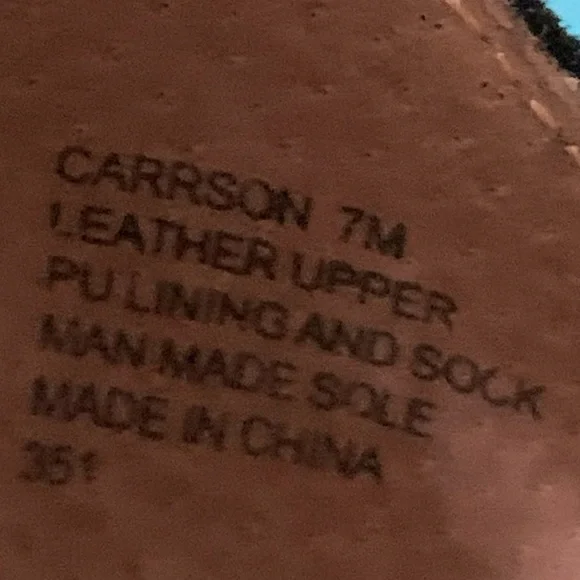 CARRSON 7M
LEATHER UPPER
PU LINING AND SOCK
MAN MADE SOLE
MADE IN CHINA
351